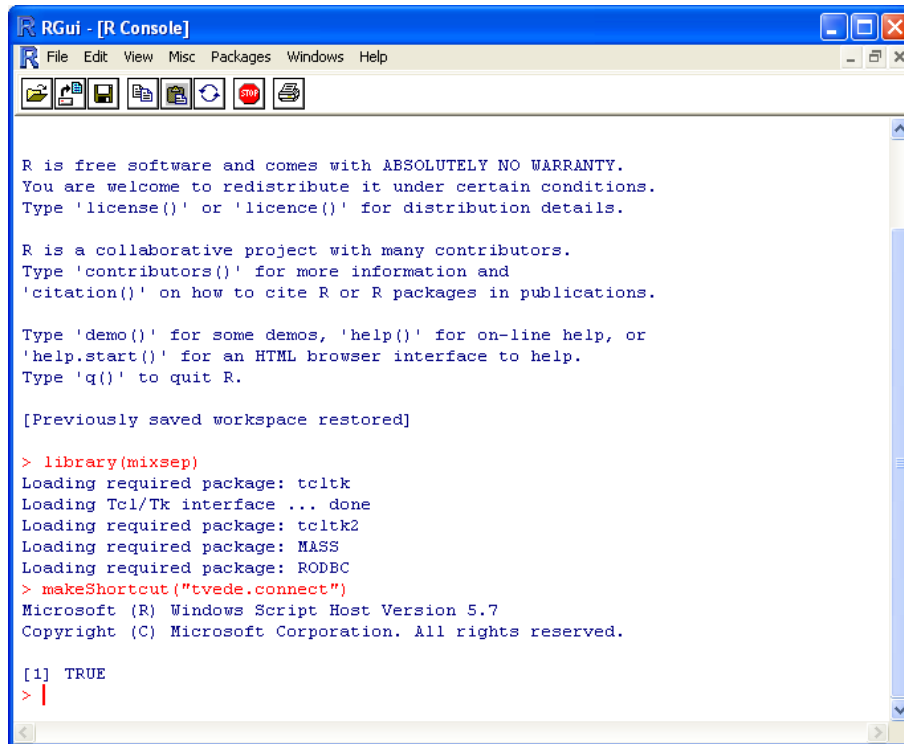 RGui - [R Console]
File Edit View Misc Packages Windows Help
STOP
R is free software and comes with ABSOLUTELY NO WARRANTY.
You are welcome to redistribute it under certain conditions.
Type 'license()' or 'licence()' for distribution details.
R is a collaborative project with many contributors.
Type 'contributors()' for more information and
'citation()' on how to cite R or R packages in publications.
Type 'demo()' for some demos, 'help()' for on-line help, or
'help.start()' for an HTML browser interface to help.
Type 'q()' to quit R.
[Previously saved workspace restored]
> library(mixsep)
Loading required package: tcltk
Loading Tcl/Tk interface ... done
Loading required package: tcltk2
Loading required package: MASS
Loading required package: RODBC
> makeShortcut("tvede.connect")
Microsoft (R) Windows Script Host Version 5.7
Copyright (C) Microsoft Corporation. All rights reserved.
[1] TRUE
>